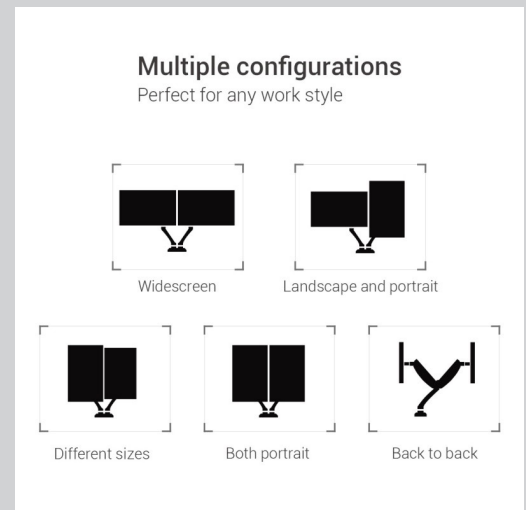 Multiple configurations
Perfect for any work style
Widescreen
Landscape and portrait
Different sizes
Both portrait
Back to back